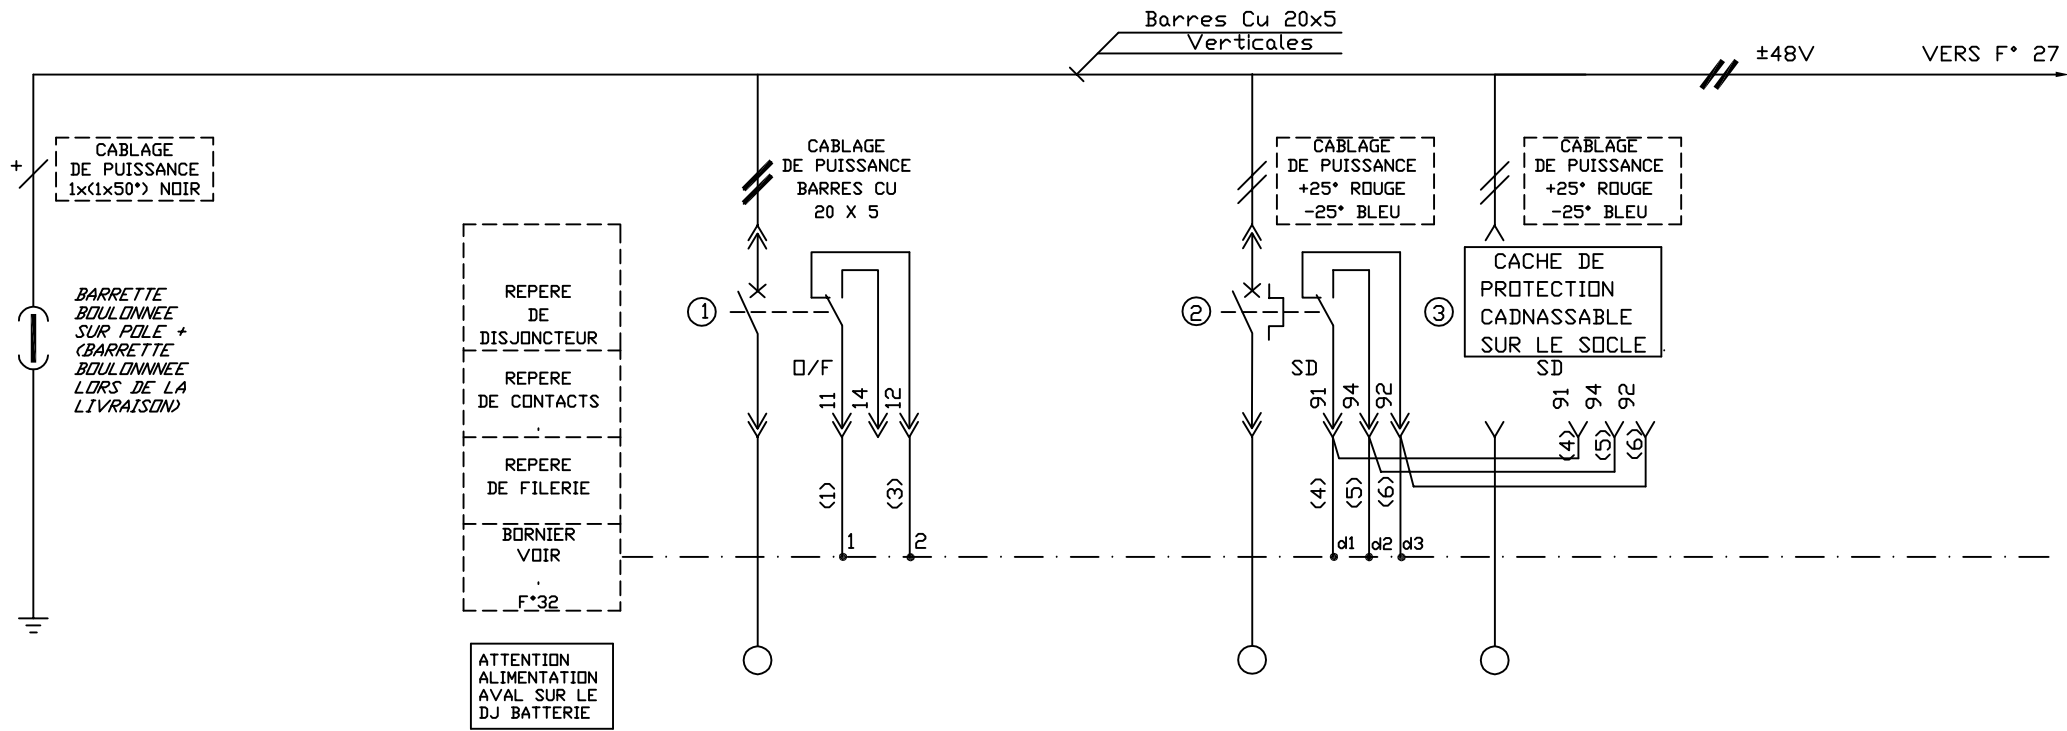 Barres Cu 20x5
Verticales
±48V
VERS F° 27
+
CABLAGE
DE PUISSANCE
1x(1x50°) NOIR
CABLAGE
DE PUISSANCE
BARRES CU
20 X 5
CABLAGE
DE PUISSANCE
+25° ROUGE
-25° BLEU
CABLAGE
DE PUISSANCE
+25° ROUGE
-25° BLEU
BARRETTE
BOULONNEE
SUR POLE +
(BARRETTE
BOULONNNEE
LORS DE LA
LIVRAISON)
REPERE
DE
DISJONCTEUR
REPERE
DE CONTACTS
REPERE
DE FILERIE
BORNIER
VOIR
F°32
ATTENTION
ALIMENTATION
AVAL SUR LE
DJ BATTERIE
1
O/F
11
14
12
(1)
(3)
1
2
2
SD
91
94
92
(4)
(5)
(6)
d1
d2
d3
3
CACHE DE
PROTECTION
CADNASSABLE
SUR LE SOCLE
SD
91
94
92
(4)
(5)
(6)